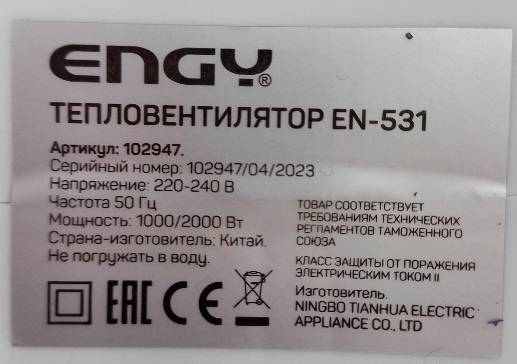 ENGY®
ТЕПЛОВЕНТИЛЯТОР EN-531
Артикул: 102947.
Серийный номер: 102947/04/2023
Напряжение: 220-240 В
Частота 50 Гц
Мощность: 1000/2000 Вт
Страна-изготовитель: Китай.
Не погружать в воду.
ТОВАР СООТВЕТСТВУЕТ
ТРЕБОВАНИЯМ ТЕХНИЧЕСКИХ
РЕГЛАМЕНТОВ ТАМОЖЕННОГО
СОЮЗА
КЛАСС ЗАЩИТЫ ОТ ПОРАЖЕНИЯ
ЭЛЕКТРИЧЕСКИМ ТОКОМ II
Изготовитель:
NINGBO TIANHUA ELECTRIC
APPLIANCE CO., LTD
EAC CE